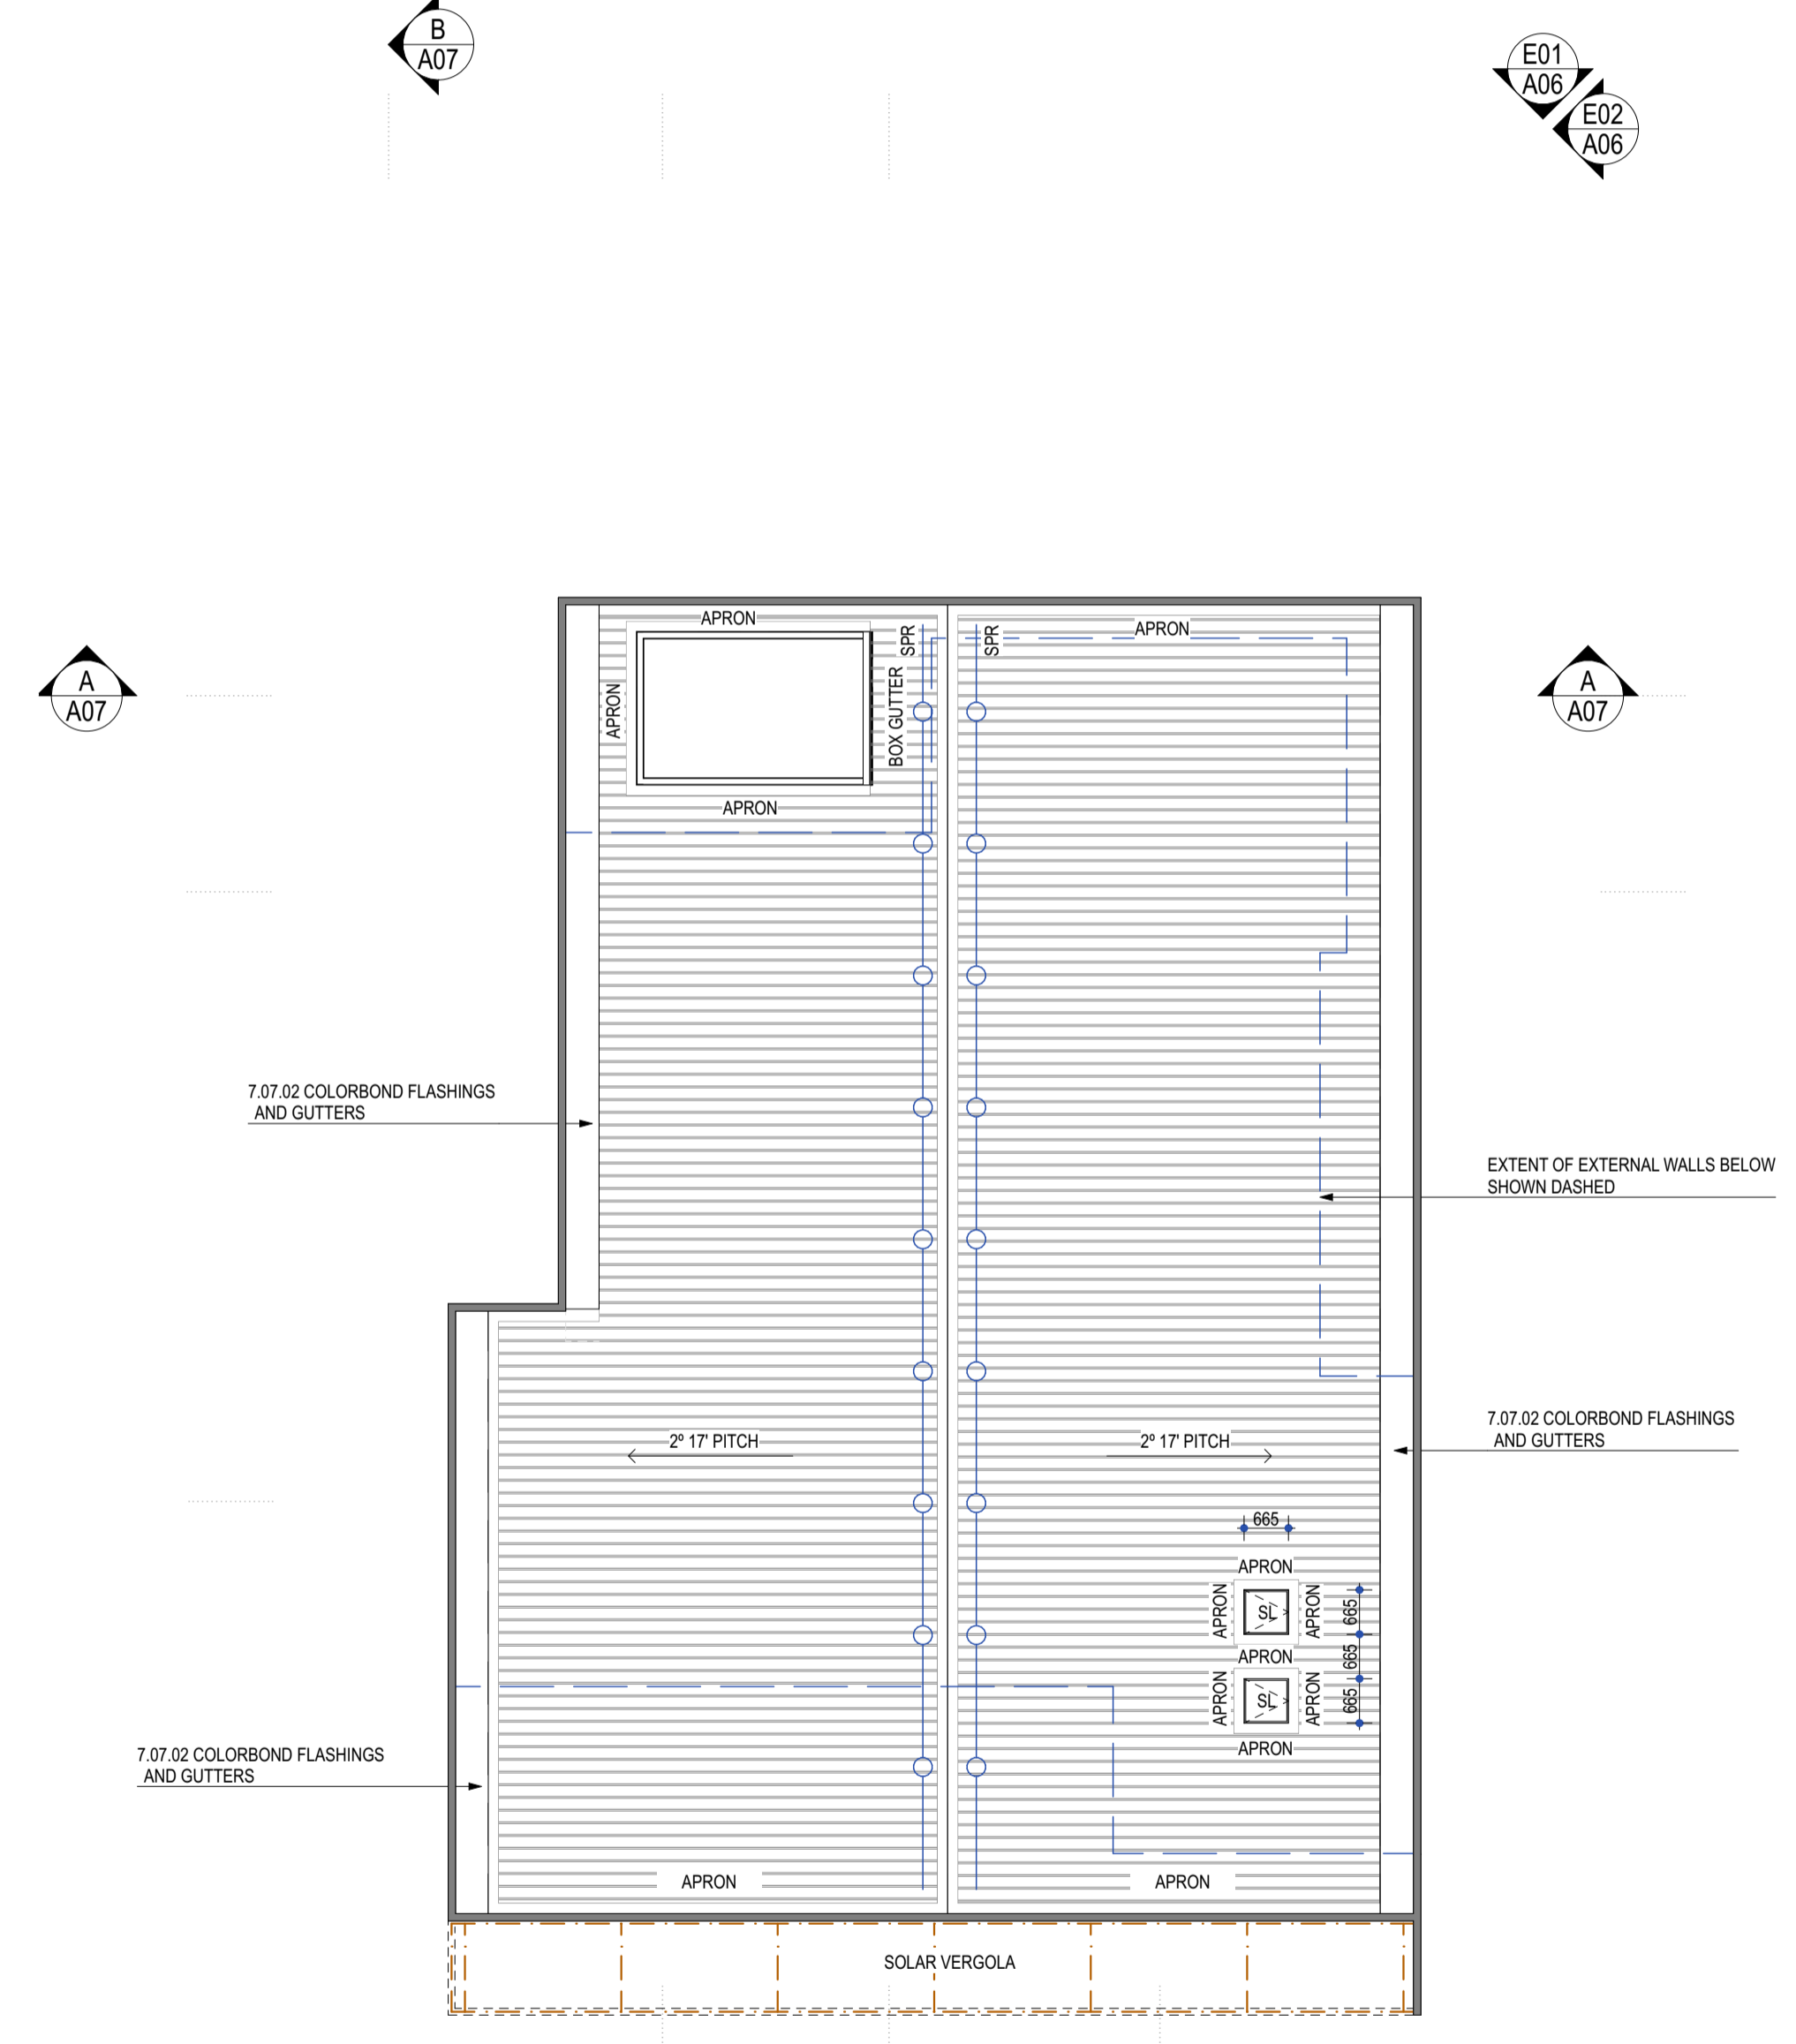 B
A07
E01
A06
E02
A06
APRON
SPR
SPR
APRON
APRON
BOX GUTTER
A
A07
A
A07
APRON
7.07.02 COLORBOND FLASHINGS
AND GUTTERS
EXTENT OF EXTERNAL WALLS BELOW
SHOWN DASHED
7.07.02 COLORBOND FLASHINGS
AND GUTTERS
2º 17' PITCH
2º 17' PITCH
665
APRON
APRON
SL
APRON
665
APRON
665
APRON
SL
APRON
665
APRON
7.07.02 COLORBOND FLASHINGS
AND GUTTERS
APRON
APRON
SOLAR VERGOLA